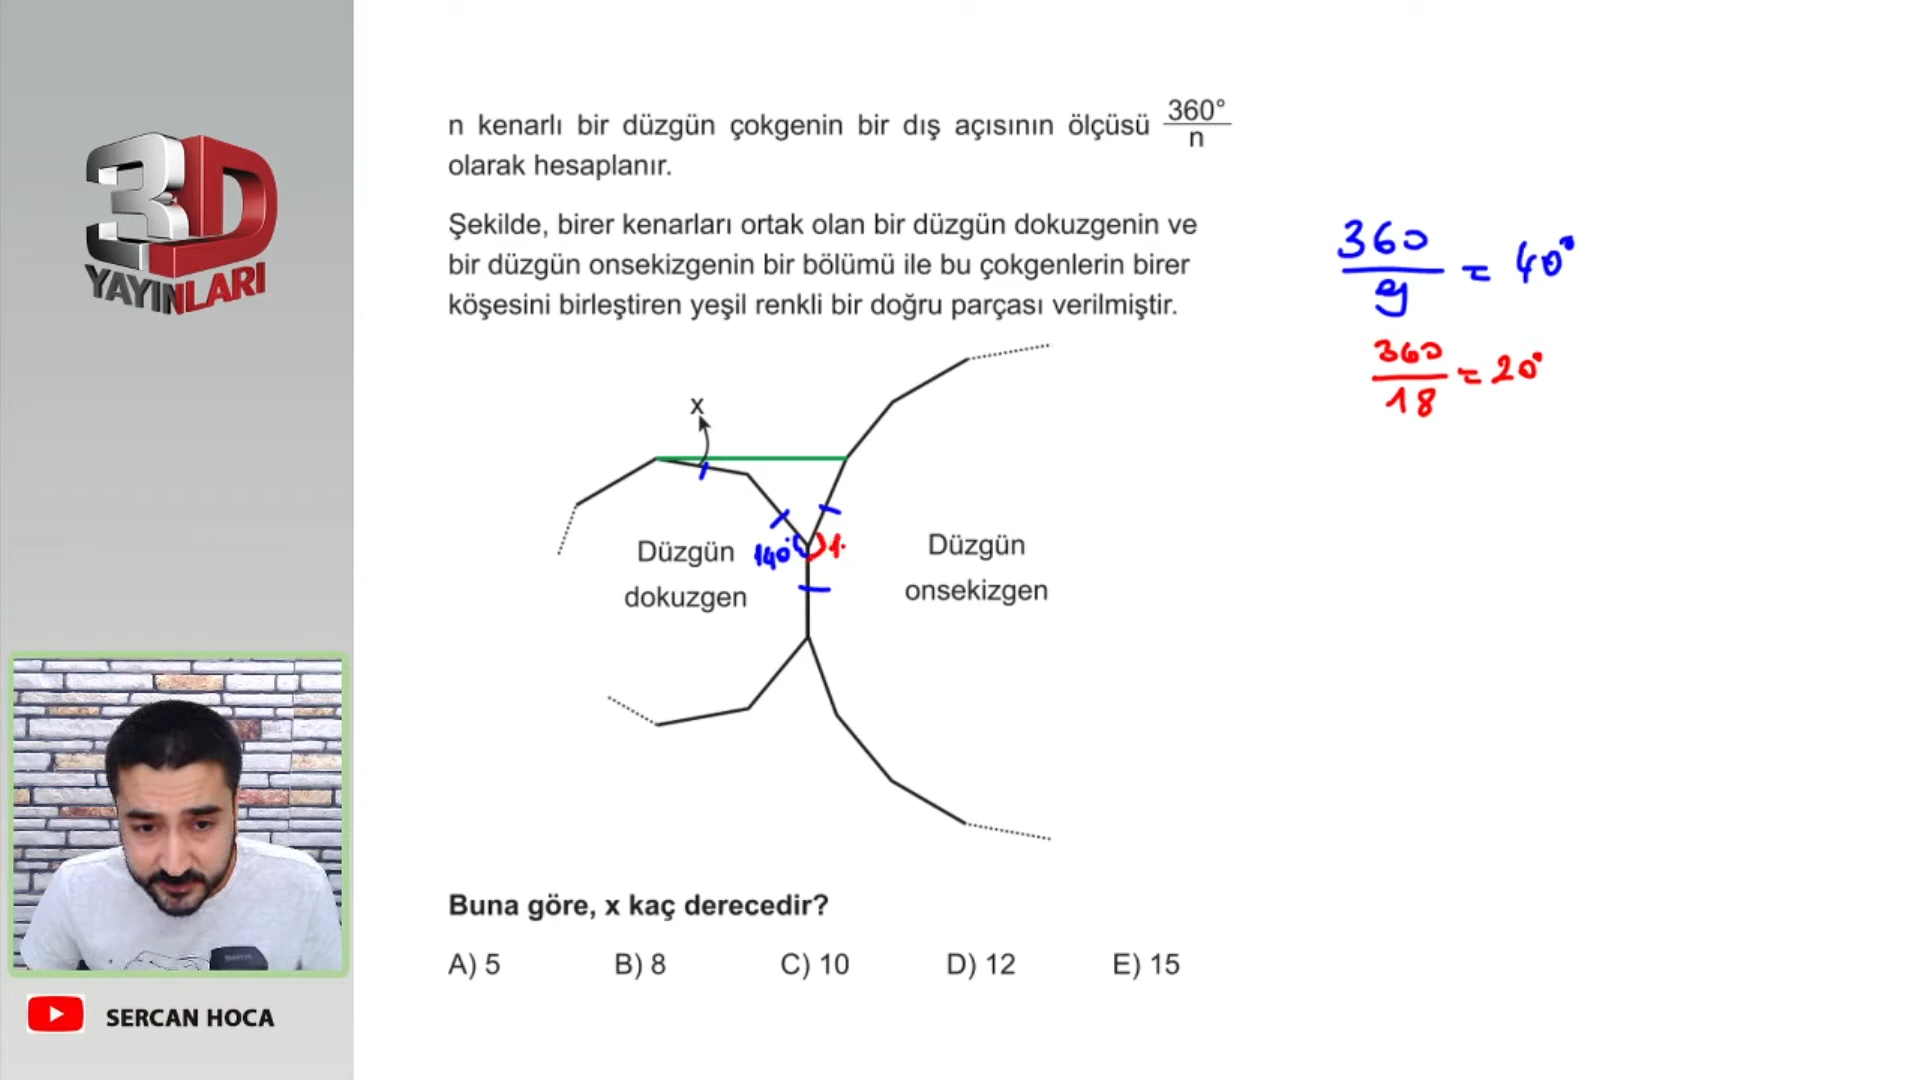 3D
YAYINLARI
n kenarlı bir düzgün çokgenin bir dış açısının ölçüsü 360°/n
olarak hesaplanır.
Şekilde, birer kenarları ortak olan bir düzgün dokuzgenin ve
bir düzgün onsekizgenin bir bölümü ile bu çokgenlerin birer
köşesini birleştiren yeşil renkli bir doğru parçası verilmiştir.
360/9 = 40°
360/18 = 20°
x
140°
1
Düzgün
dokuzgen
Düzgün
onsekizgen
Buna göre, x kaç derecedir?
A) 5 B) 8 C) 10 D) 12 E) 15
SERCAN HOCA